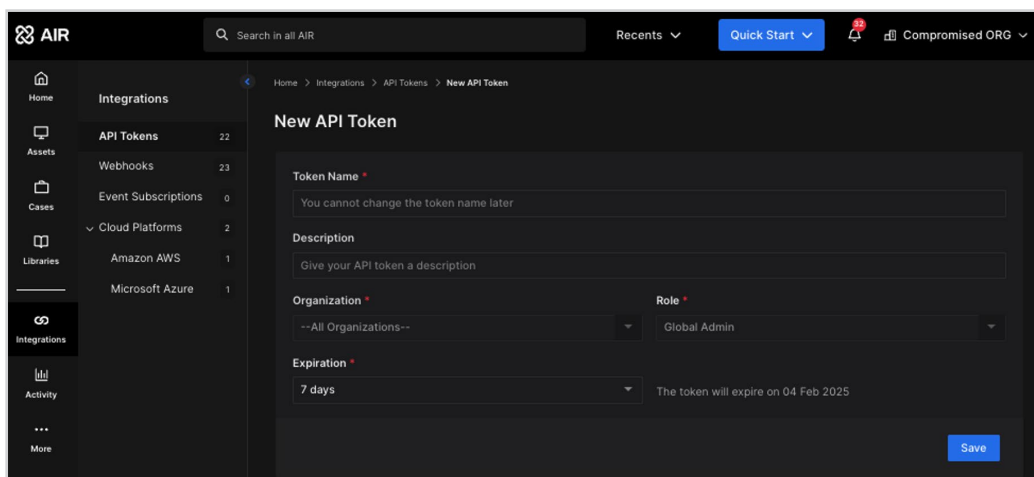 AIR
Search in all AIR
Recents
Quick Start
32
Compromised ORG
Home
Assets
Cases
Libraries
Integrations
Activity
More
Integrations
API Tokens 22
Webhooks 23
Event Subscriptions 0
Cloud Platforms 2
Amazon AWS 1
Microsoft Azure 1
Home > Integrations > API Tokens > New API Token
New API Token
Token Name *
You cannot change the token name later
Description
Give your API token a description
Organization * Role *
--All Organizations-- Global Admin
Expiration *
7 days The token will expire on 04 Feb 2025
Save